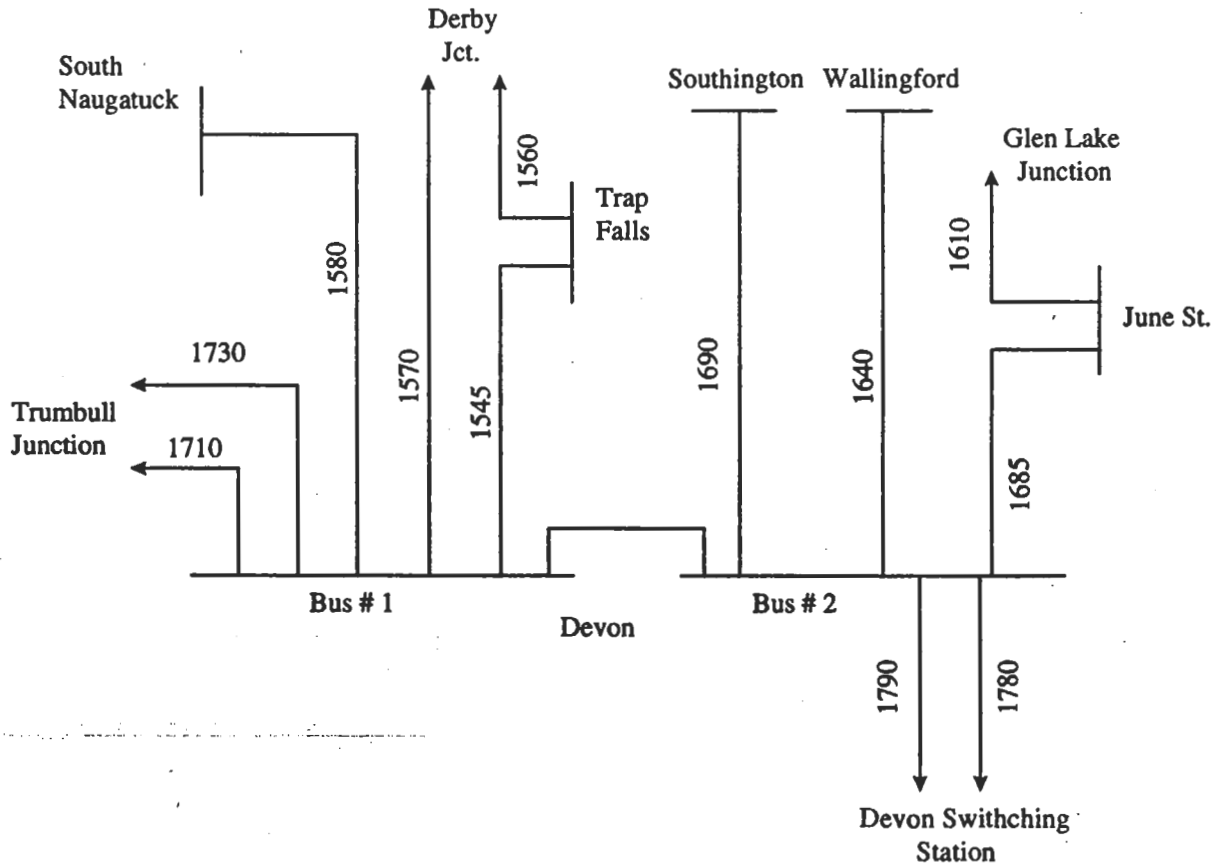 Derby
Jct.
South
Naugatuck
Southington
Wallingford
Glen Lake
Junction
1560
Trap
Falls
1610
1580
June St.
1730
1570
1545
1690
1640
Trumbull
Junction
1710
1685
Bus # 1
Bus # 2
Devon
1790
1780
Devon Swithching
Station